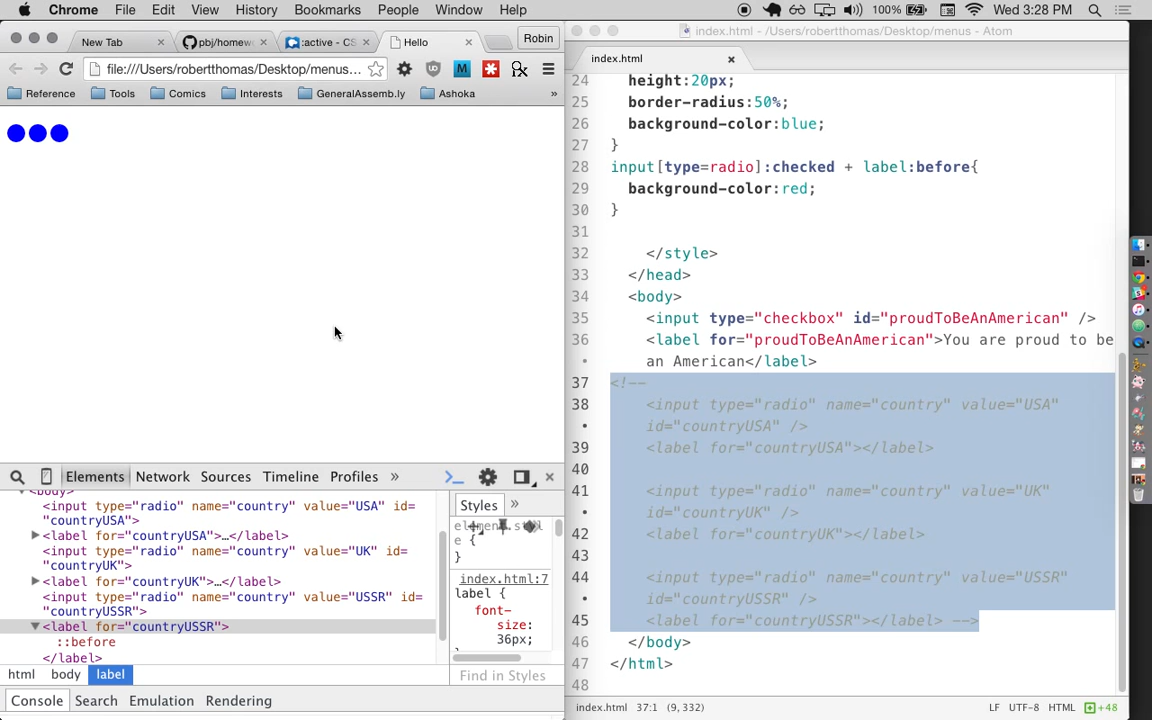 Chrome File Edit View History Bookmarks People Window Help 100% Wed 3:28 PM
New Tab pbj/homew :active - CS Hello Robin
file:///Users/robertthomas/Desktop/menus...
Reference Tools Comics Interests GeneralAssemb.ly Ashoka »
index.html - /Users/robertthomas/Desktop/menus - Atom
index.html
24 height:20px;
25 border-radius:50%;
26 background-color:blue;
27 }
28 input[type=radio]:checked + label:before{
29 background-color:red;
30 }
31
32 </style>
33 </head>
34 <body>
35 <input type="checkbox" id="proudToBeAnAmerican" />
36 <label for="proudToBeAnAmerican">You are proud to be
• an American</label>
37 <!--
38 <input type="radio" name="country" value="USA"
• id="countryUSA" />
39 <label for="countryUSA"></label>
40
41 <input type="radio" name="country" value="UK"
• id="countryUK" />
42 <label for="countryUK"></label>
43
44 <input type="radio" name="country" value="USSR"
• id="countryUSSR" />
45 <label for="countryUSSR"></label> -->
46 </body>
47 </html>
48
index.html 37:1 (9, 332) LF UTF-8 HTML +48
Elements Network Sources Timeline Profiles »
<body>
<input type="radio" name="country" value="USA" id=
"countryUSA">
<label for="countryUSA">…</label>
<input type="radio" name="country" value="UK" id=
"countryUK">
<label for="countryUK">…</label>
<input type="radio" name="country" value="USSR" id=
"countryUSSR">
<label for="countryUSSR">
::before
</label>
html body label
Styles »
e {
}
index.html:7
label {
font-
size:
36px;
Find in Styles
Console Search Emulation Rendering